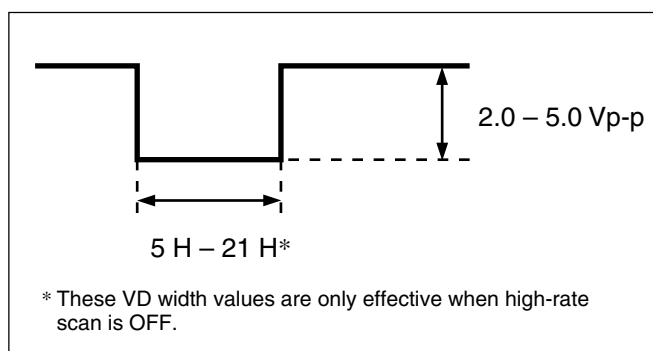 2.0 – 5.0 Vp-p
5 H – 21 H*
* These VD width values are only effective when high-rate
scan is OFF.